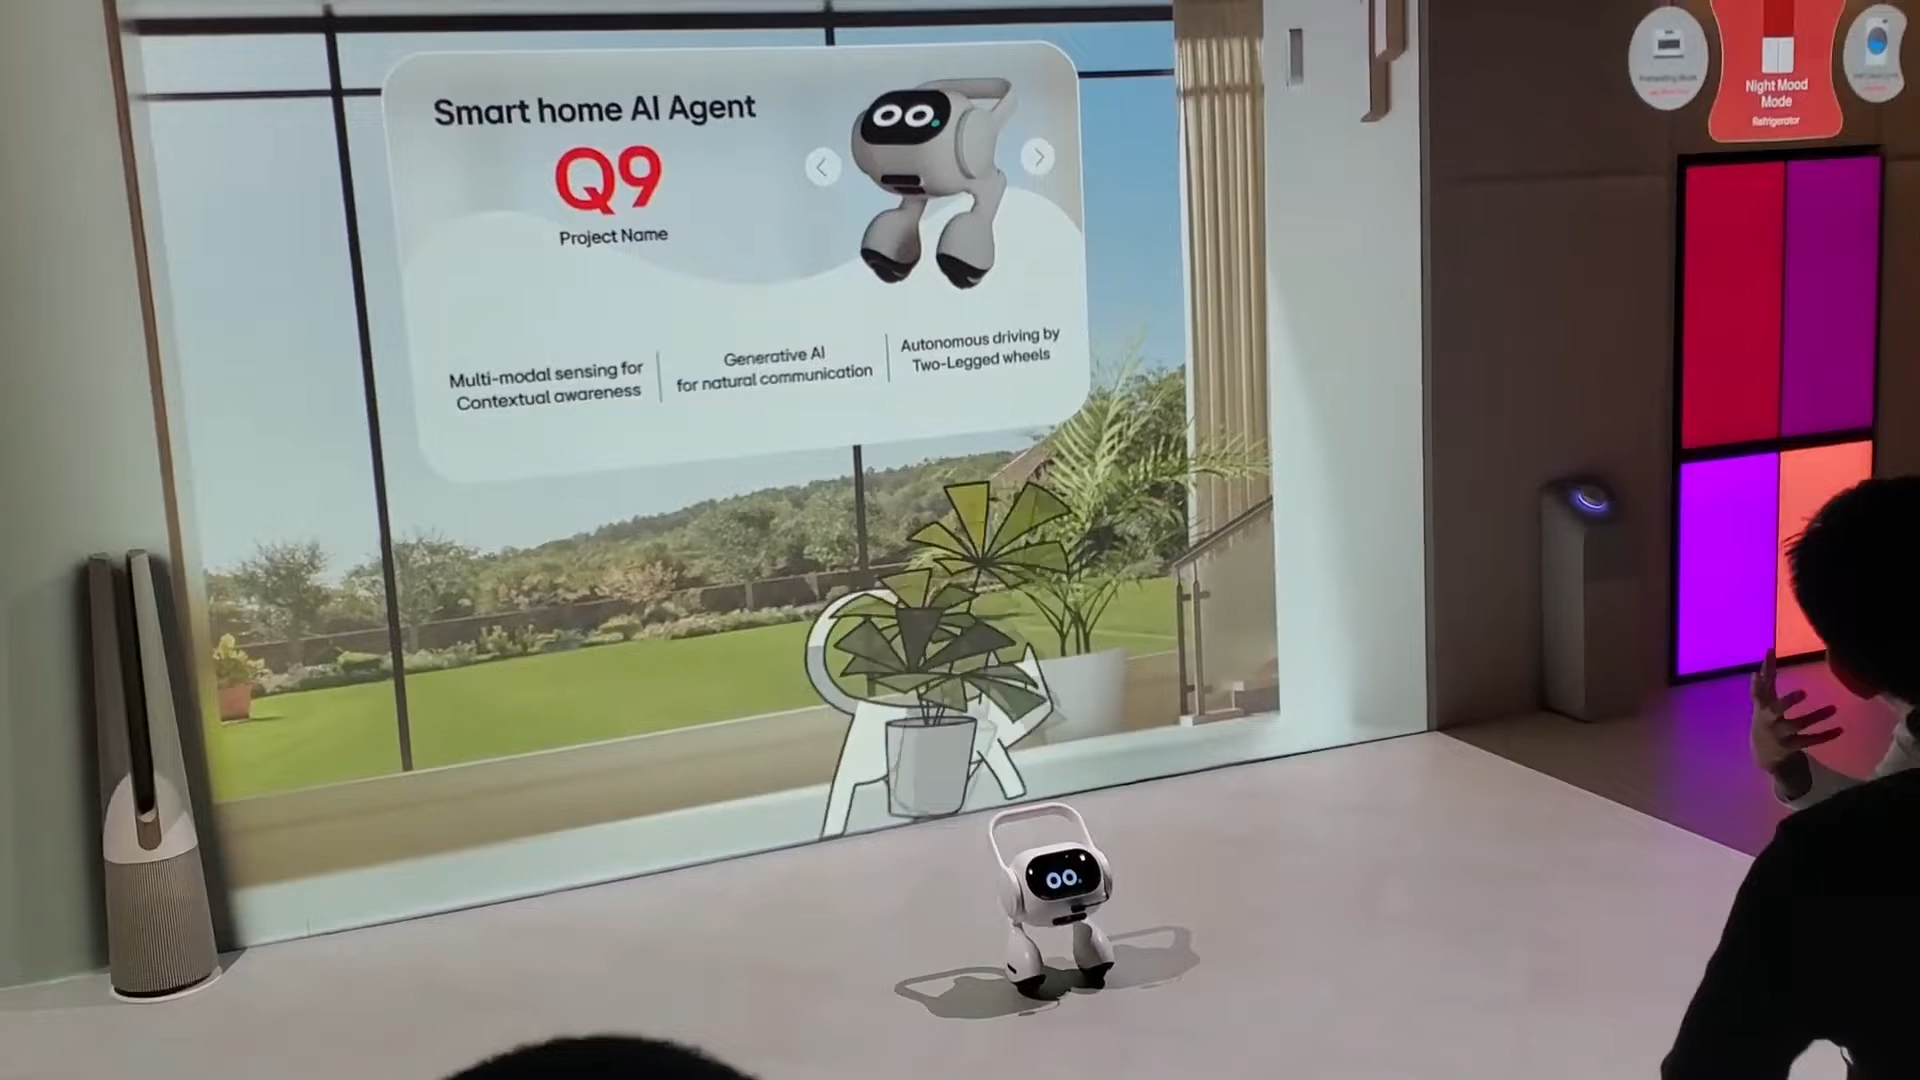 Smart home AI Agent
Q9
Project Name
Multi-modal sensing for
Contextual awareness
Generative AI
for natural communication
Autonomous driving by
Two-Legged wheels
Night Mood
Mode
Refrigerator